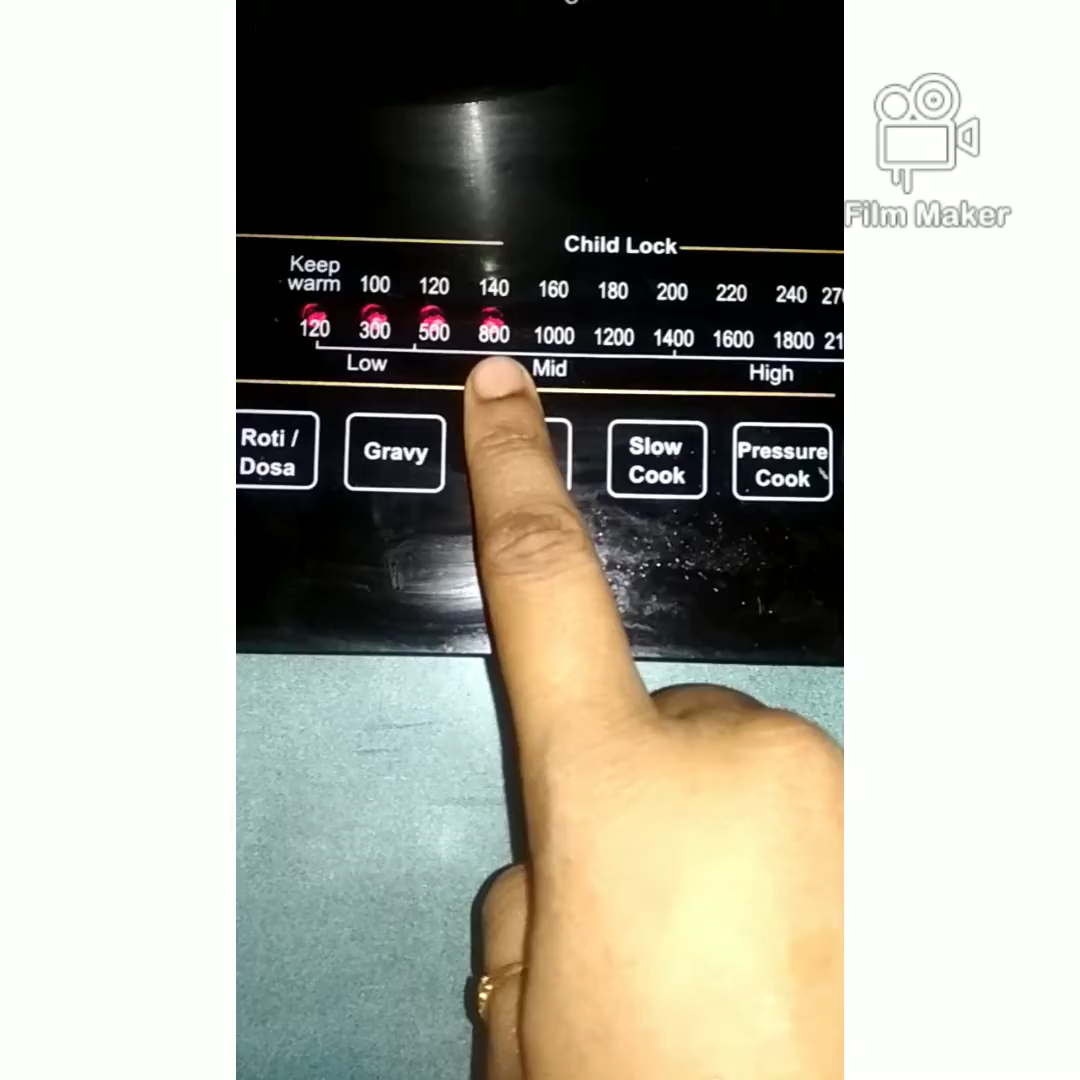 Film Maker
Child Lock
Keep
warm 100 120 140 160 180 200 220 240
120 300 500 800 1000 1200 1400 1600 1800
Low Mid High
Roti /
Dosa
Gravy
Slow
Cook
Pressure
Cook